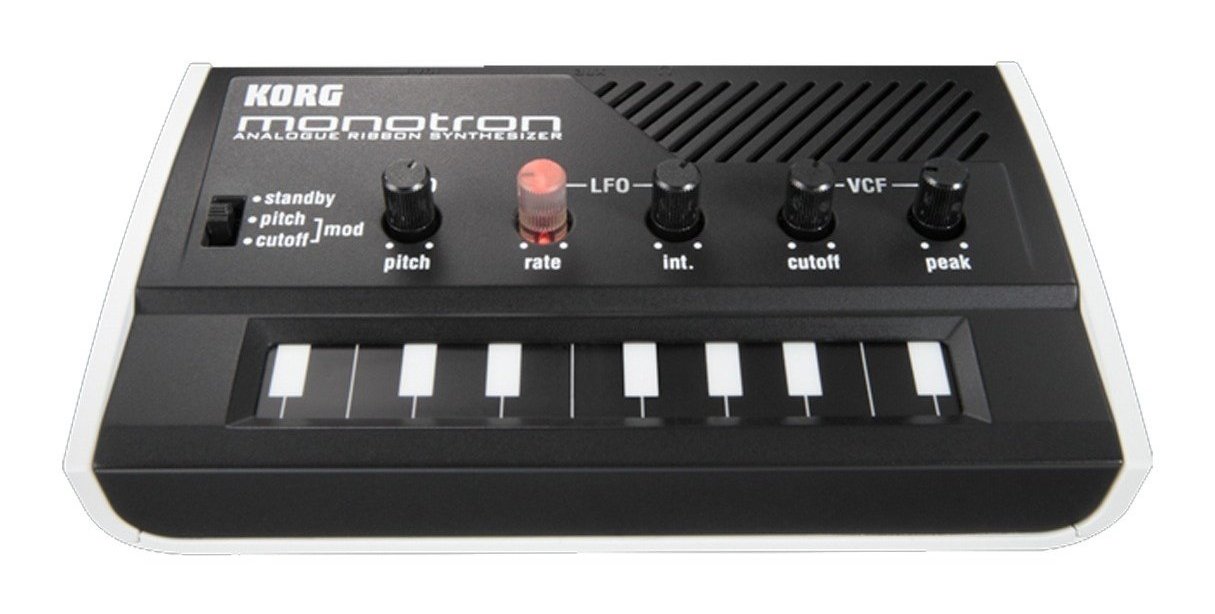 KORG
monotron
ANALOGUE RIBBON SYNTHESIZER
standby
pitch
cutoff
mod
LFO
VCF
pitch
rate
int.
cutoff
peak